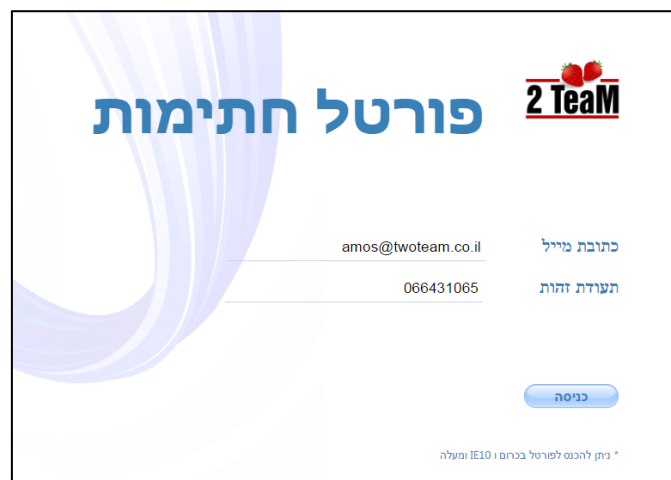 2 TeaM
פורטל חתימות
כתובת מייל amos@twoteam.co.il
תעודת זהות 066431065
כניסה
* ניתן להכנס לפורטל בכרום ו IE10 ומעלה